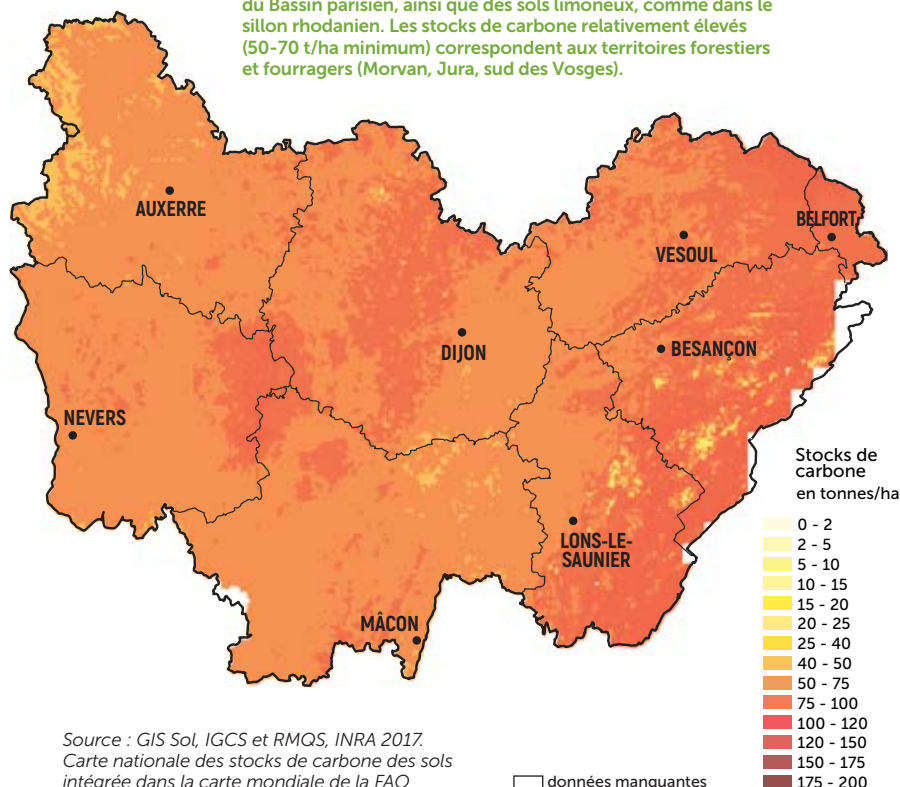 du Bassin parisien, ainsi que des sols limoneux, comme dans le
sillon rhodanien. Les stocks de carbone relativement élevés
(50-70 t/ha minimum) correspondent aux territoires forestiers
et fourragers (Morvan, Jura, sud des Vosges).
AUXERRE
BELFORT
VESOUL
DIJON
BESANÇON
NEVERS
LONS-LE-
SAUNIER
MÂCON
Stocks de
carbone
en tonnes/ha
0 - 2
2 - 5
5 - 10
10 - 15
15 - 20
20 - 25
25 - 40
40 - 50
50 - 75
75 - 100
100 - 120
120 - 150
150 - 175
175 - 200
Source : GIS Sol, IGCS et RMQS, INRA 2017.
Carte nationale des stocks de carbone des sols
intégrée dans la carte mondiale de la FAO
données manquantes